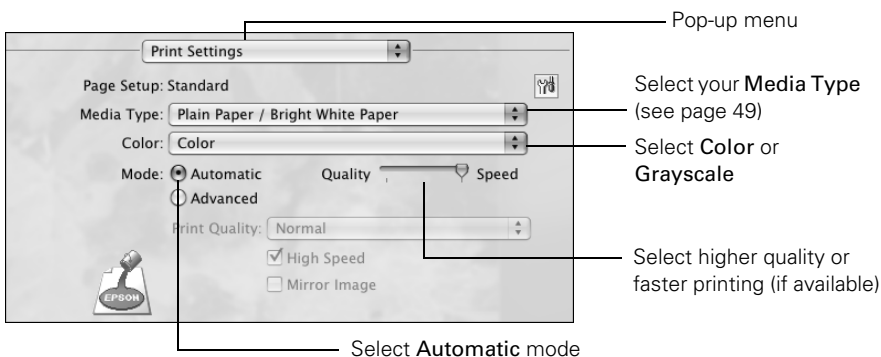 Pop-up menu
Print Settings
Page Setup: Standard
Select your Media Type
(see page 49)
Media Type: Plain Paper / Bright White Paper
Color: Color
Select Color or
Grayscale
Mode: Automatic Quality Speed
Advanced
Print Quality: Normal
High Speed
Mirror Image
Select higher quality or
faster printing (if available)
EPSON
Select Automatic mode